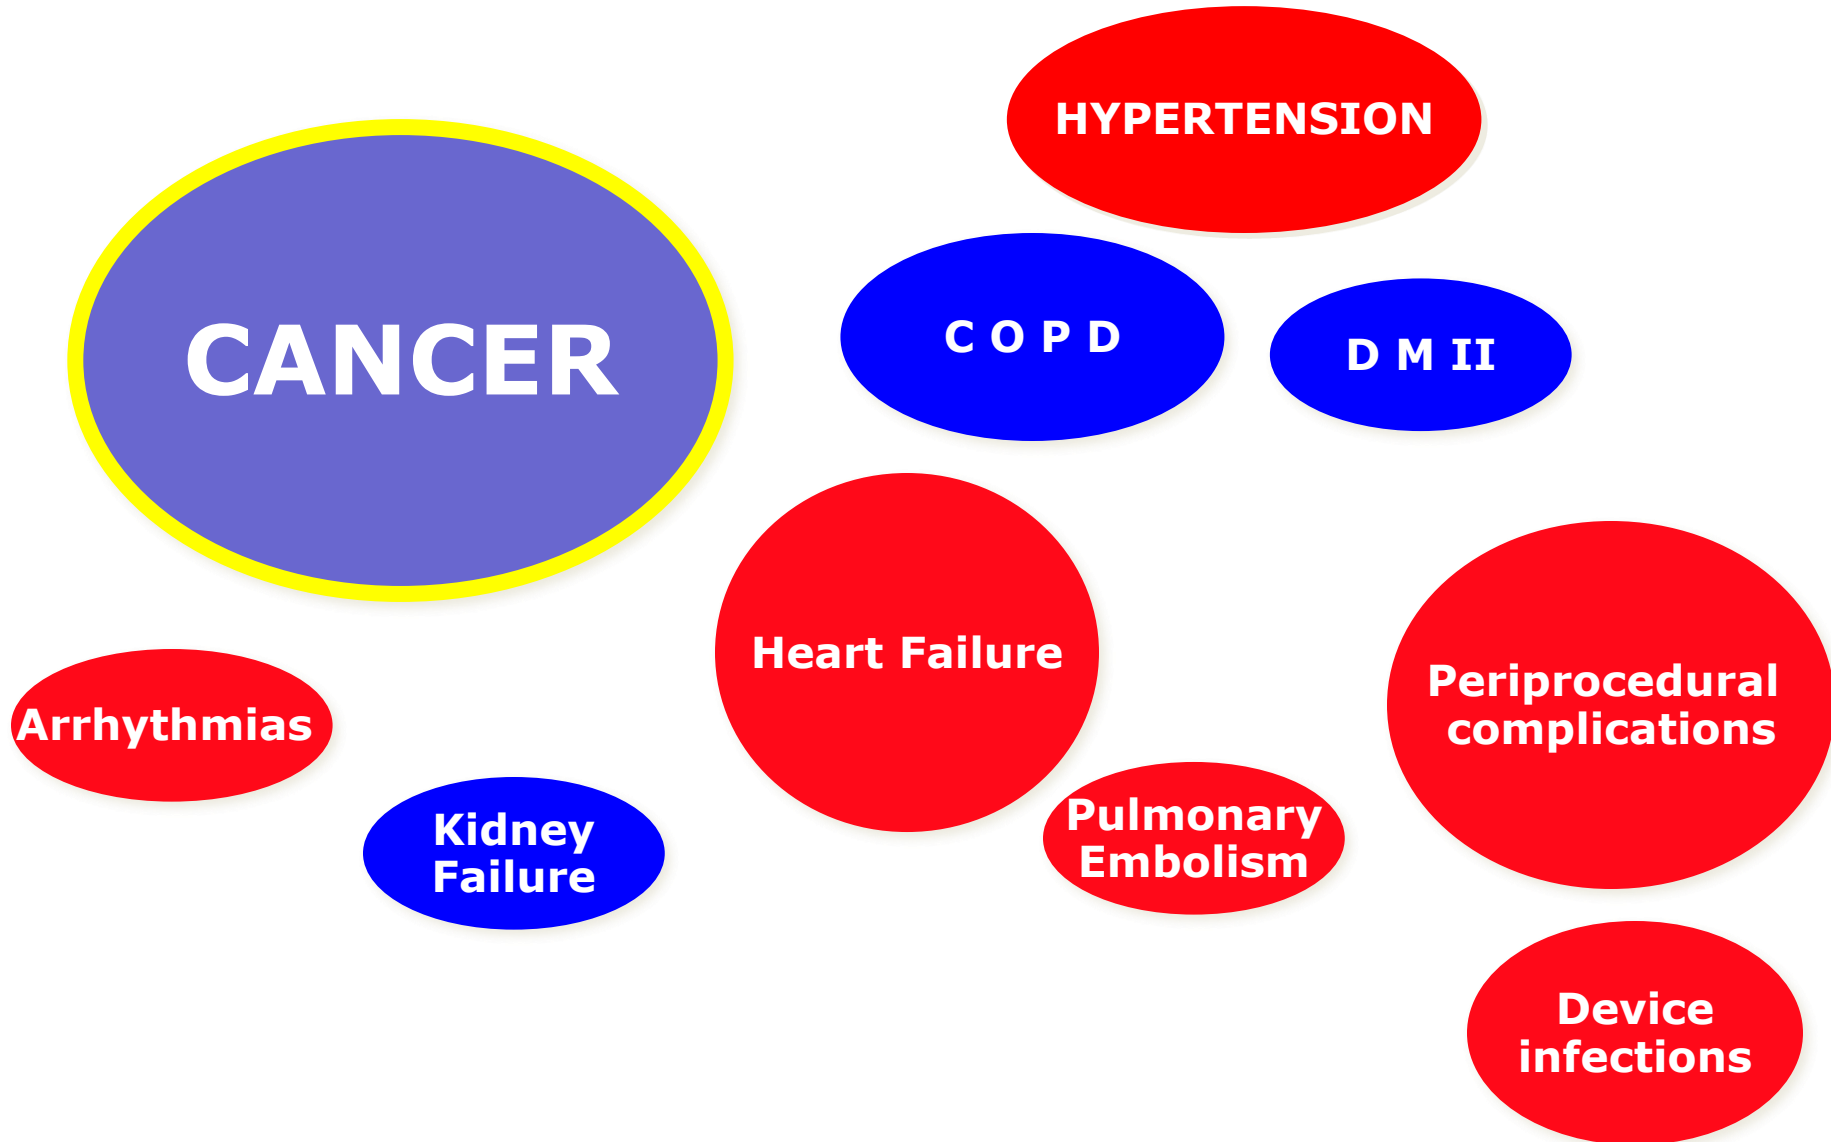 HYPERTENSION
CANCER
C O P D
D M II
Heart Failure
Periprocedural
complications
Arrhythmias
Kidney
Failure
Pulmonary
Embolism
Device
infections